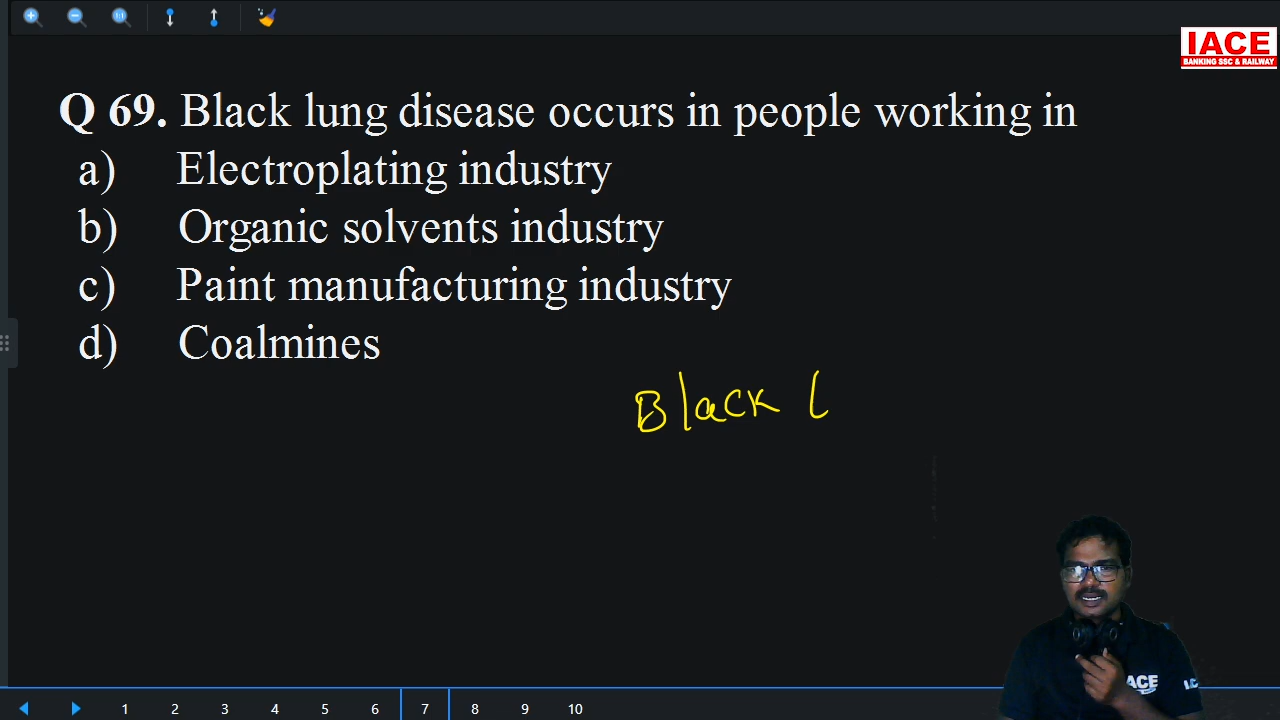 IACE
BANKING SSC & RAILWAY
Q 69. Black lung disease occurs in people working in
a) Electroplating industry
b) Organic solvents industry
c) Paint manufacturing industry
d) Coalmines
Black l
ACE
1 2 3 4 5 6 7 8 9 10